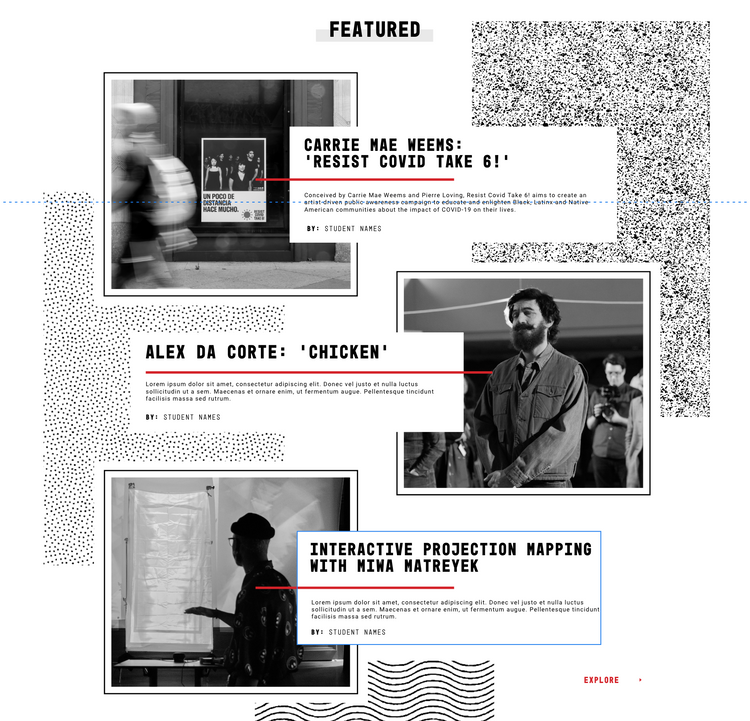 FEATURED
CARRIE MAE WEEMS:
'RESIST COVID TAKE 6!'
UN POCO DE
DISTANCIA
HACE MUCHO.
Conceived by Carrie Mae Weems and Pierre Loving, Resist Covid Take 6! aims to create an
artist-driven public awareness campaign to educate and enlighten Black, Latinx and Native
American communities about the impact of COVID-19 on their lives.
BY: STUDENT NAMES
ALEX DA CORTE: 'CHICKEN'
Lorem ipsum dolor sit amet, consectetur adipiscing elit. Donec vel justo et metus luctus
sollicitudin ut a sem. Maecenas et ornare enim, ut fermentum augue. Pellentesque tincidunt
facilisis massa sed rutrum.
BY: STUDENT NAMES
INTERACTIVE PROJECTION MAPPING
WITH MIWA MATREYEK
Lorem ipsum dolor sit amet, consectetur adipiscing elit. Donec vel justo et metus luctus
sollicitudin ut a sem. Maecenas et ornare enim, ut fermentum augue. Pellentesque tincidunt
facilisis massa sed rutrum.
BY: STUDENT NAMES
EXPLORE